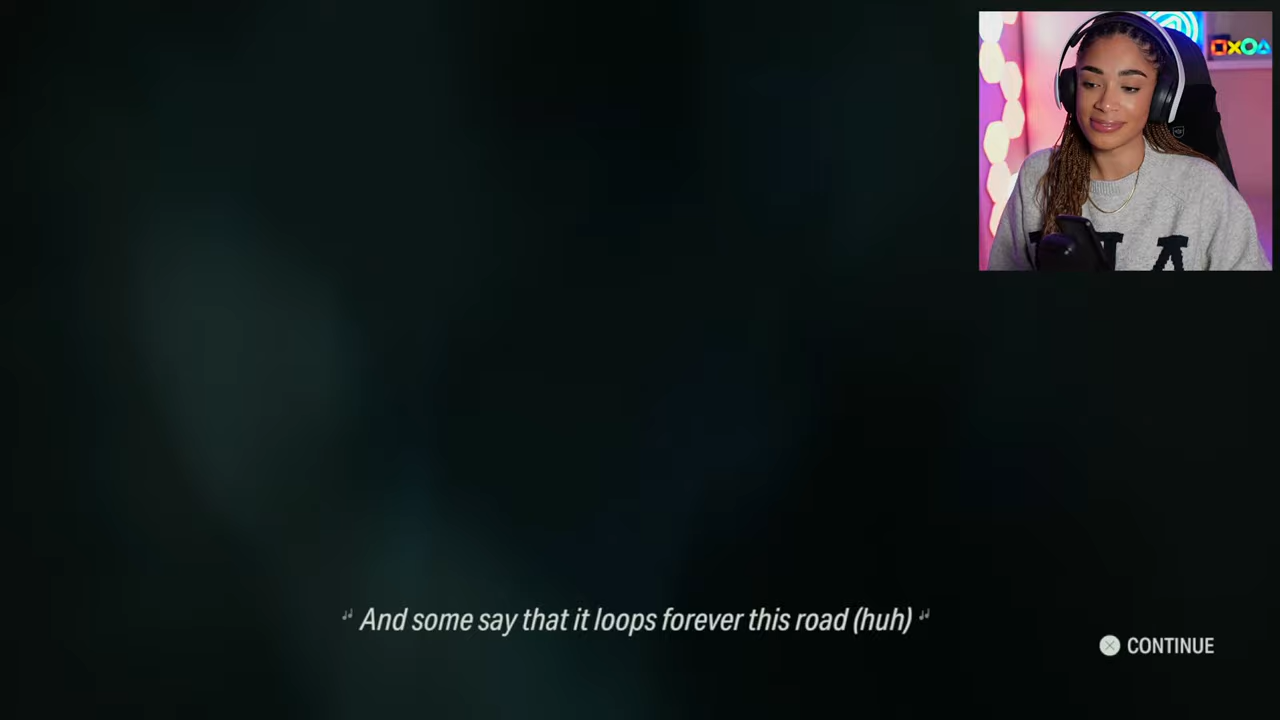 ♫ And some say that it loops forever this road (huh) ♫
CONTINUE